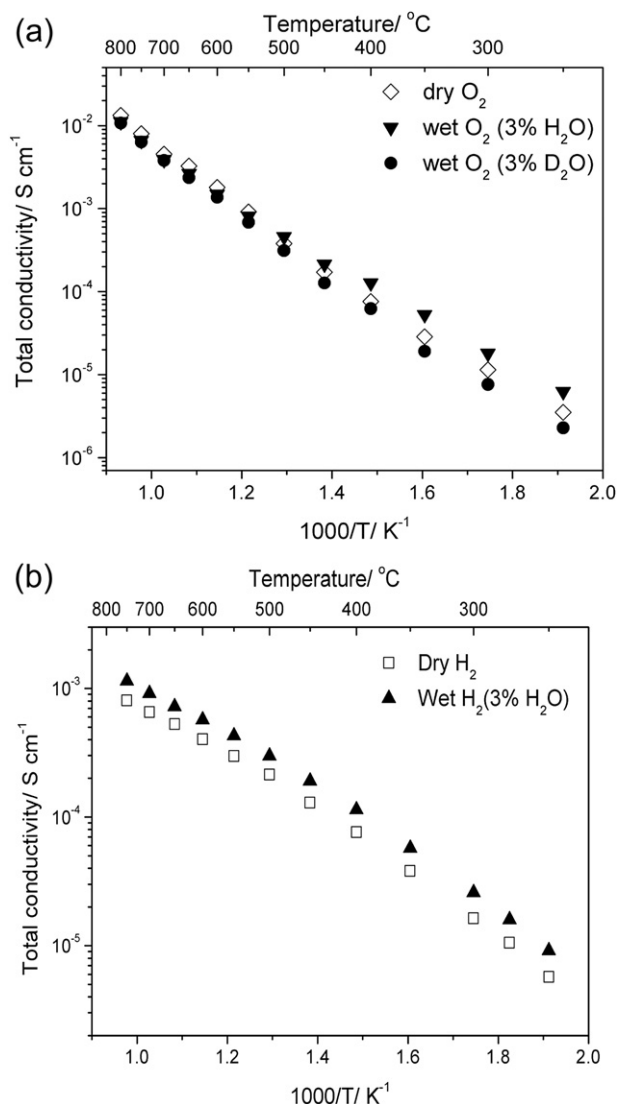 (a)
Temperature/ °C
800 700 600 500 400 300
dry O₂
wet O₂ (3% H₂O)
wet O₂ (3% D₂O)
Total conductivity/ S cm⁻¹
10⁻²
10⁻³
10⁻⁴
10⁻⁵
10⁻⁶
1.0 1.2 1.4 1.6 1.8 2.0
1000/T/ K⁻¹
(b)
Temperature/ °C
800 700 600 500 400 300
Dry H₂
Wet H₂(3% H₂O)
Total conductivity/ S cm⁻¹
10⁻³
10⁻⁴
10⁻⁵
1.0 1.2 1.4 1.6 1.8 2.0
1000/T/ K⁻¹